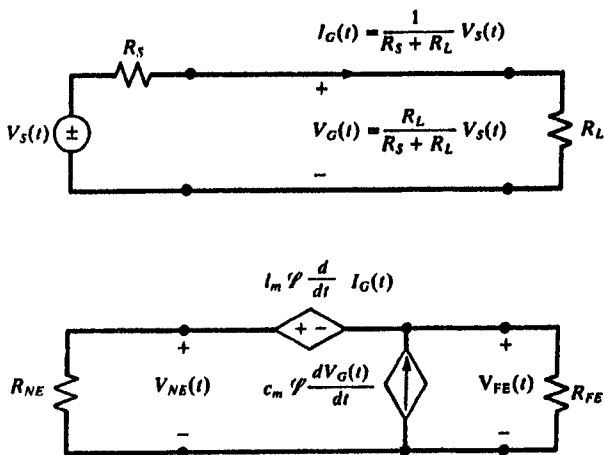 I_G(t) = 1/(R_S + R_L) V_S(t)
R_S
+
V_S(t)
±
V_G(t) = R_L/(R_S + R_L) V_S(t)
R_L
−
l_m ℒ d/dt I_G(t)
+ −
+
+
R_NE
V_NE(t)
c_m ℒ dV_G(t)/dt
V_FE(t)
R_FE
−
−